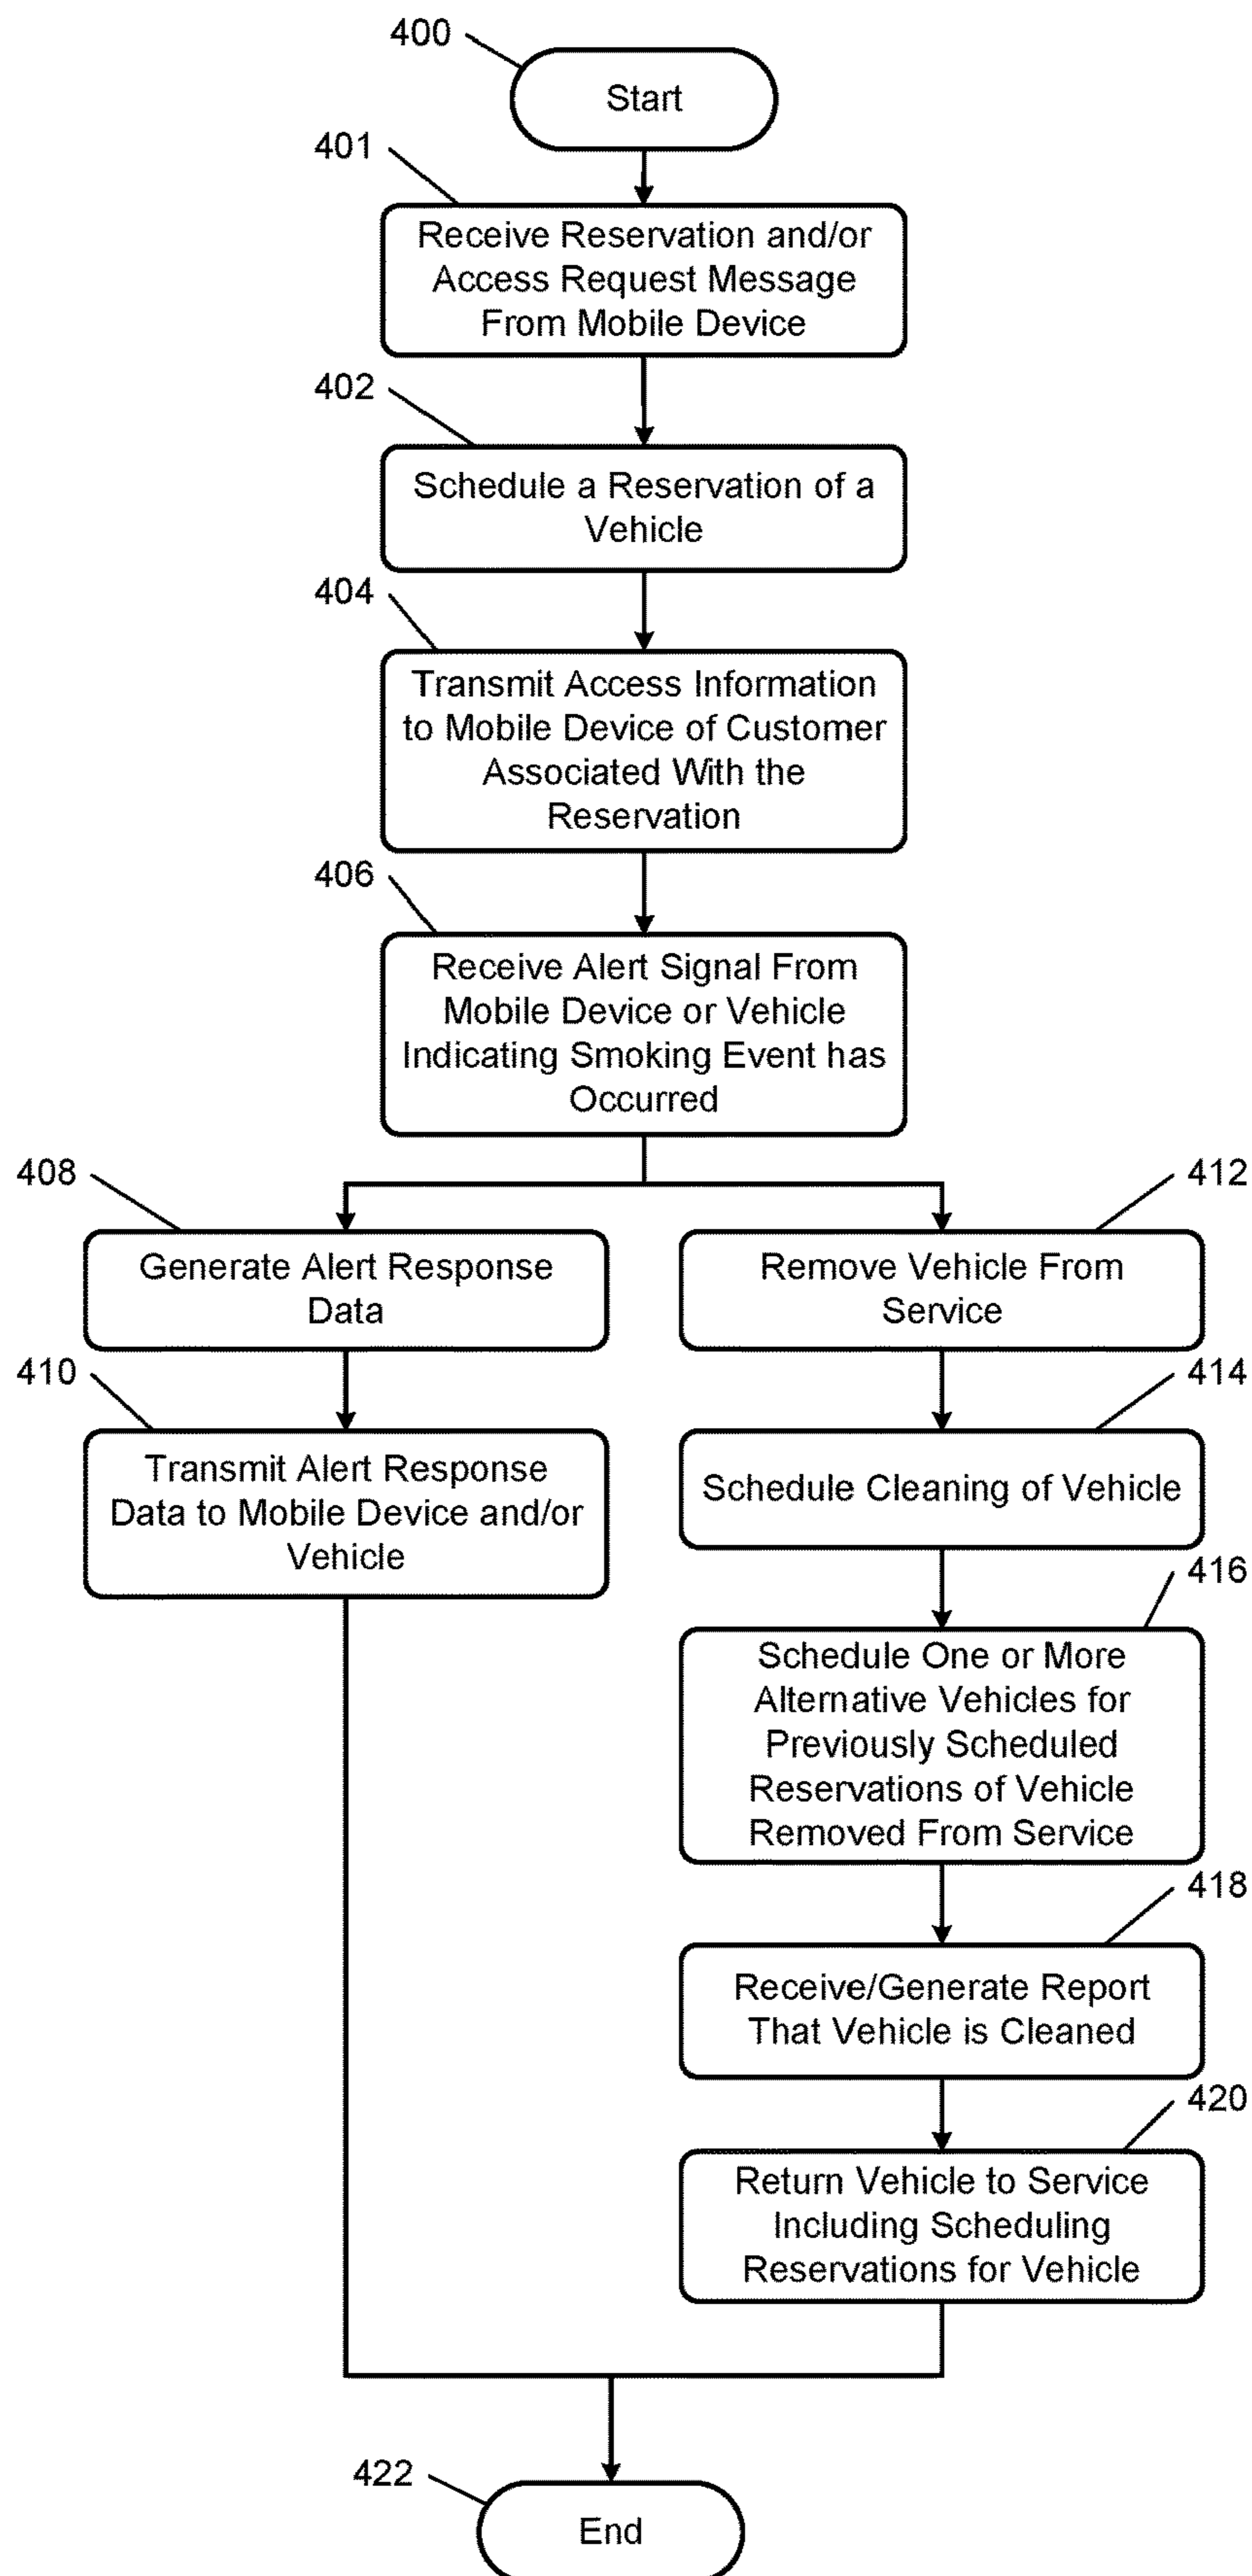 400
Start
401
Receive Reservation and/or
Access Request Message
From Mobile Device
402
Schedule a Reservation of a
Vehicle
404
Transmit Access Information
to Mobile Device of Customer
Associated With the
Reservation
406
Receive Alert Signal From
Mobile Device or Vehicle
Indicating Smoking Event has
Occurred
408
Generate Alert Response
Data
410
Transmit Alert Response
Data to Mobile Device and/or
Vehicle
412
Remove Vehicle From
Service
414
Schedule Cleaning of Vehicle
416
Schedule One or More
Alternative Vehicles for
Previously Scheduled
Reservations of Vehicle
Removed From Service
418
Receive/Generate Report
That Vehicle is Cleaned
420
Return Vehicle to Service
Including Scheduling
Reservations for Vehicle
422
End